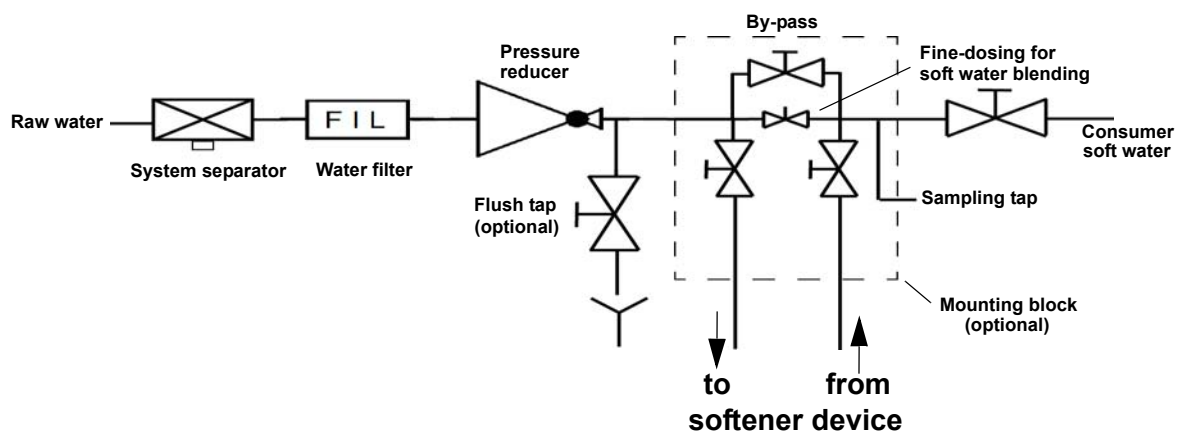 By-pass
Pressure
reducer
Fine-dosing for
soft water blending
Raw water
FIL
Consumer
soft water
System separator
Water filter
Flush tap
(optional)
Sampling tap
Mounting block
(optional)
to from
softener device